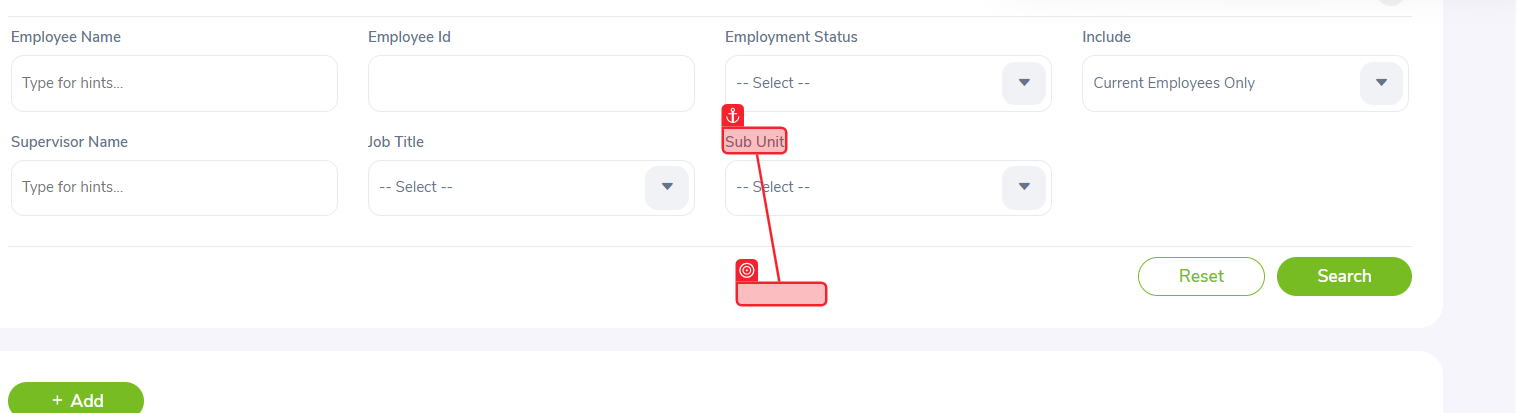 Employee Name Employee Id Employment Status Include
Type for hints... -- Select -- Current Employees Only
Supervisor Name Job Title Sub Unit
Type for hints... -- Select -- -- Select --
Reset Search
+ Add